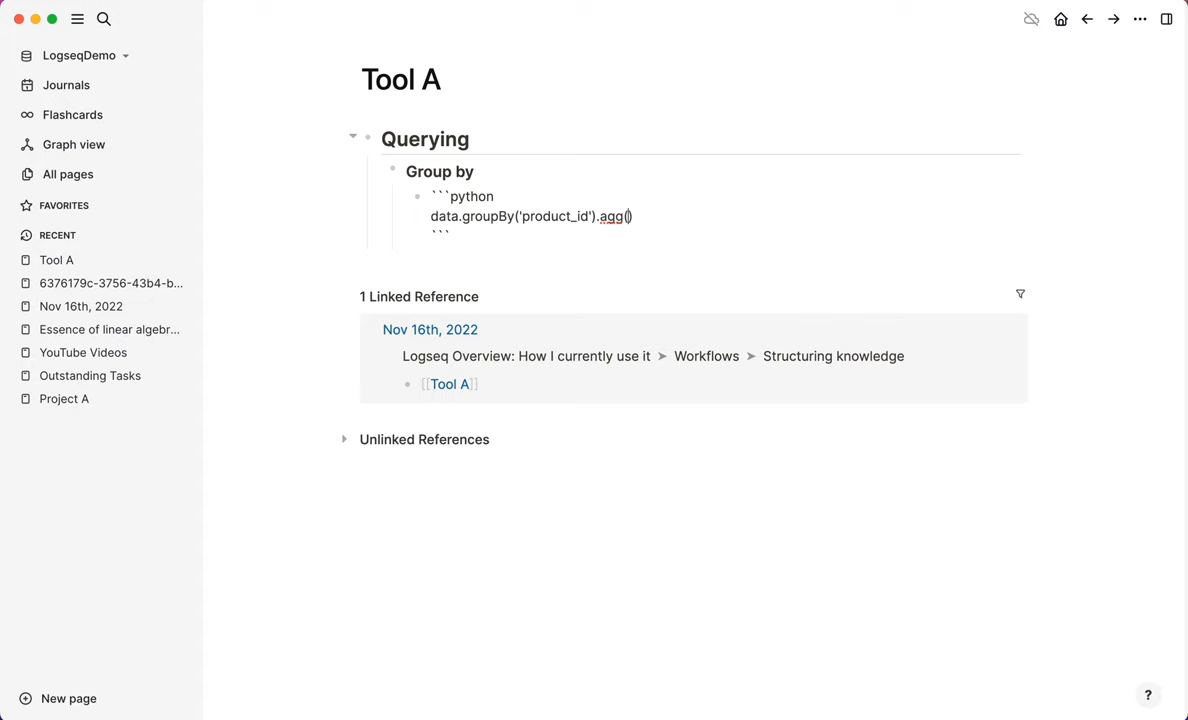 LogseqDemo
Journals
Flashcards
Graph view
All pages
FAVORITES
RECENT
Tool A
6376179c-3756-43b4-b...
Nov 16th, 2022
Essence of linear algebr...
YouTube Videos
Outstanding Tasks
Project A
New page
Tool A
Querying
Group by
```python
data.groupBy('product_id').agg()
```
1 Linked Reference
Nov 16th, 2022
Logseq Overview: How I currently use it ➤ Workflows ➤ Structuring knowledge
[[Tool A]]
Unlinked References
?